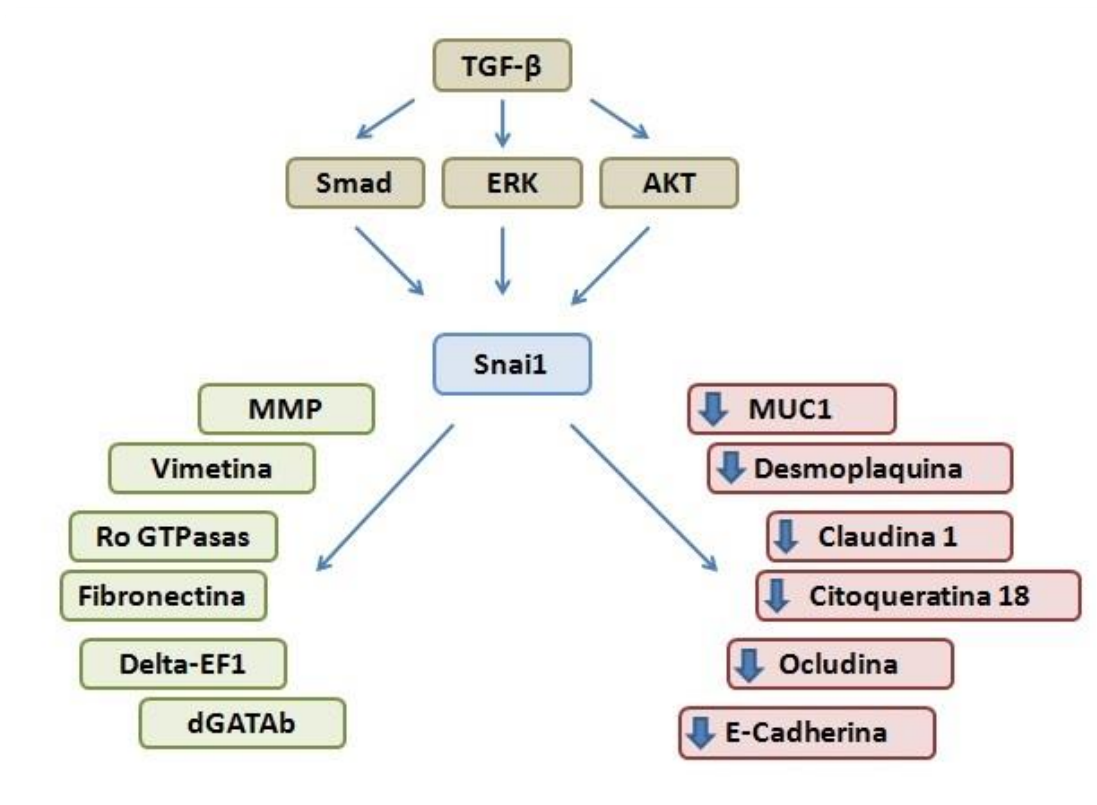 TGF-β
Smad
ERK
AKT
Snai1
MMP
Vimetina
Ro GTPasas
Fibronectina
Delta-EF1
dGATAb
MUC1
Desmoplaquina
Claudina 1
Citoqueratina 18
Ocludina
E-Cadherina